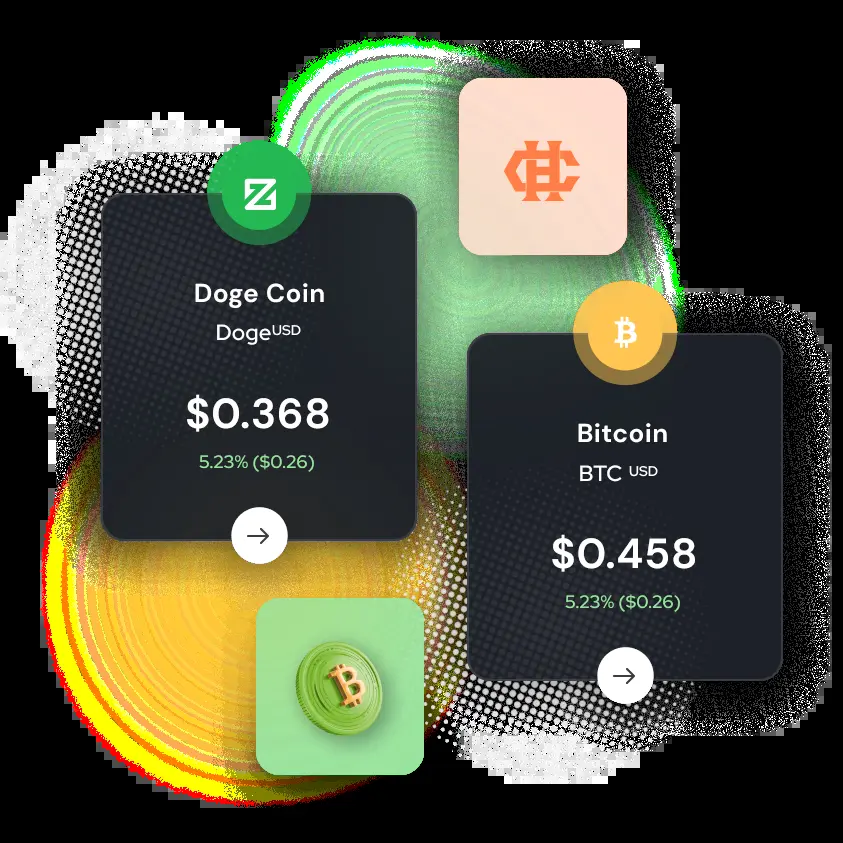 Doge Coin
DogeUSD
$0.368
5.23% ($0.26)
Bitcoin
BTC USD
$0.458
5.23% ($0.26)